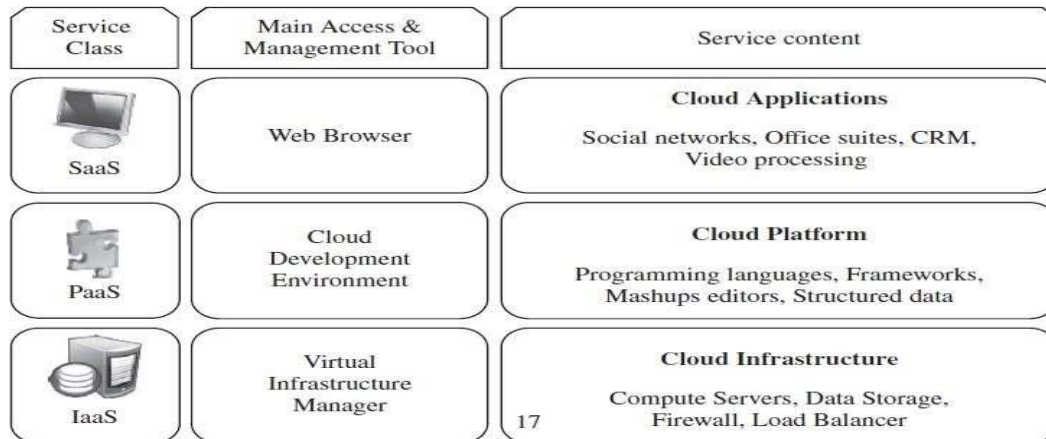 Service
Class
Main Access &
Management Tool
Service content
SaaS
Web Browser
Cloud Applications
Social networks, Office suites, CRM,
Video processing
PaaS
Cloud
Development
Environment
Cloud Platform
Programming languages, Frameworks,
Mashups editors, Structured data
IaaS
Virtual
Infrastructure
Manager
17
Cloud Infrastructure
Compute Servers, Data Storage,
Firewall, Load Balancer